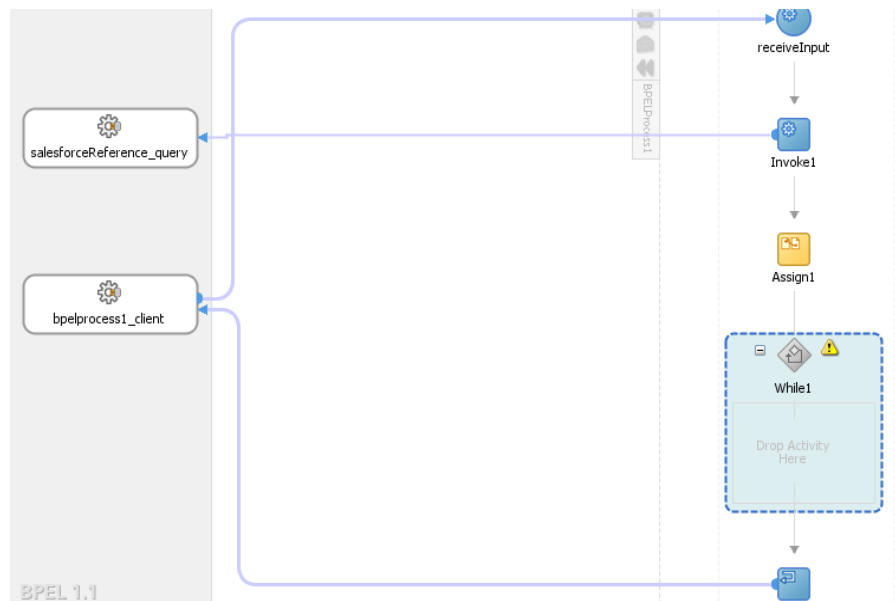 receiveInput
BPELProcess1
salesforceReference_query
Invoke1
Assign1
bpelprocess1_client
While1
Drop Activity
Here
BPEL 1.1